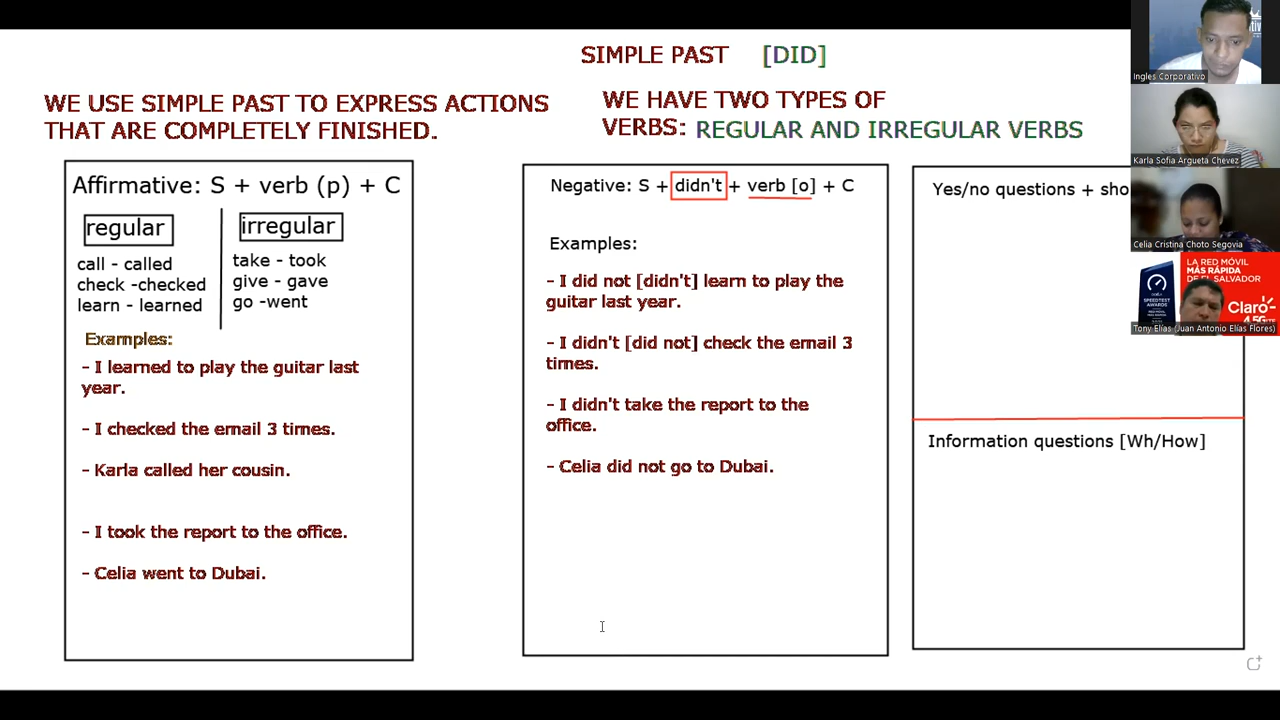 SIMPLE PAST [DID]
WE USE SIMPLE PAST TO EXPRESS ACTIONS
THAT ARE COMPLETELY FINISHED.
WE HAVE TWO TYPES OF
VERBS: REGULAR AND IRREGULAR VERBS
Affirmative: S + verb (p) + C
regular
irregular
call - called
check -checked
learn - learned
take - took
give - gave
go -went
Examples:
- I learned to play the guitar last
year.
- I checked the email 3 times.
- Karla called her cousin.
- I took the report to the office.
- Celia went to Dubai.
Negative: S + didn't + verb [o] + C
Examples:
- I did not [didn't] learn to play the
guitar last year.
- I didn't [did not] check the email 3
times.
- I didn't take the report to the
office.
- Celia did not go to Dubai.
Yes/no questions + sho
Information questions [Wh/How]
Ingles Corporativo
Karla Sofia Argueta Chevez
Celia Cristina Choto Segovia
LA RED MÓVIL
MÁS RÁPIDA
DE EL SALVADOR
SPEEDTEST
AWARDS
Claro
Tony Elías (Juan Antonio Elías Flores)